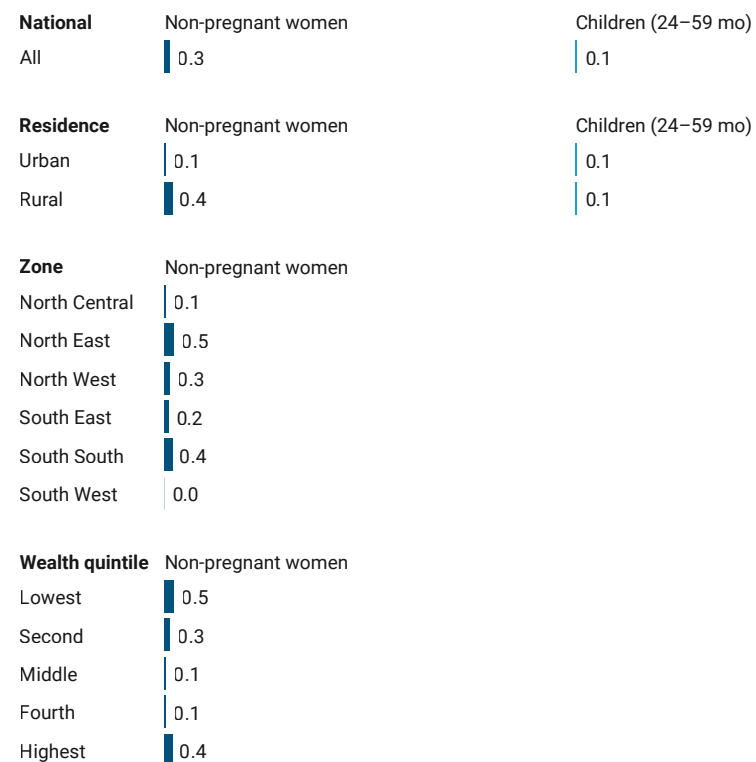 National Non-pregnant women Children (24–59 mo)
All 0.3 0.1
Residence Non-pregnant women Children (24–59 mo)
Urban 0.1 0.1
Rural 0.4 0.1
Zone Non-pregnant women
North Central 0.1
North East 0.5
North West 0.3
South East 0.2
South South 0.4
South West 0.0
Wealth quintile Non-pregnant women
Lowest 0.5
Second 0.3
Middle 0.1
Fourth 0.1
Highest 0.4